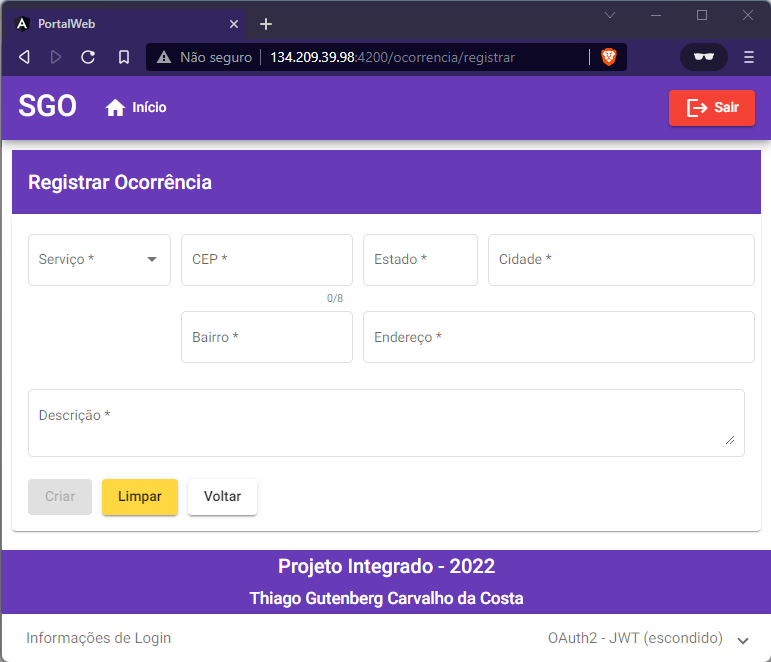 PortalWeb
Não seguro 134.209.39.98:4200/ocorrencia/registrar
SGO Início Sair
Registrar Ocorrência
Serviço * CEP * Estado * Cidade *
0/8
Bairro * Endereço *
Descrição *
Criar Limpar Voltar
Projeto Integrado - 2022
Thiago Gutenberg Carvalho da Costa
Informações de Login OAuth2 - JWT (escondido)